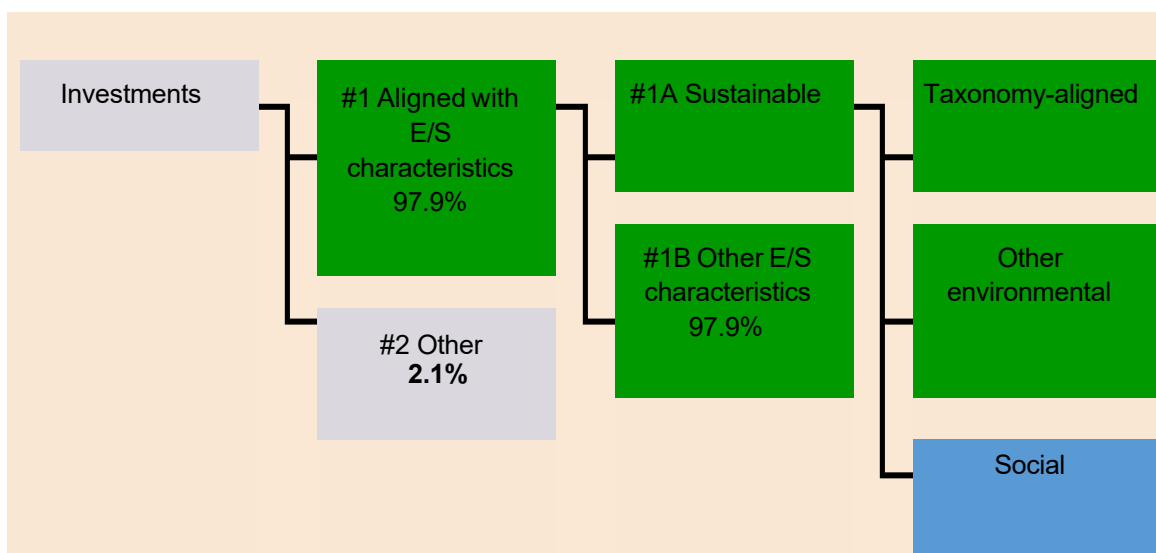 Investments
#1 Aligned with
E/S
characteristics
97.9%
#2 Other
2.1%
#1A Sustainable
#1B Other E/S
characteristics
97.9%
Taxonomy-aligned
Other
environmental
Social